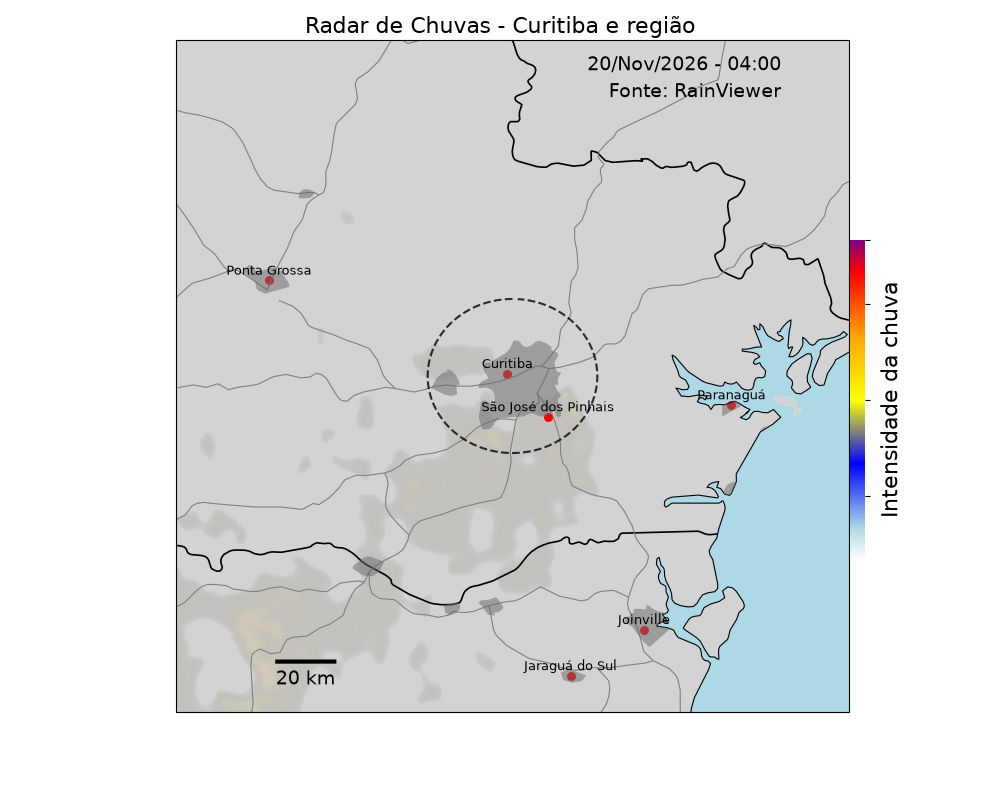 Radar de Chuvas - Curitiba e região
20/Nov/2026 - 04:00
Fonte: RainViewer
Ponta Grossa
Curitiba
São José dos Pinhais
Paranaguá
Intensidade da chuva
Joinville
Jaraguá do Sul
20 km